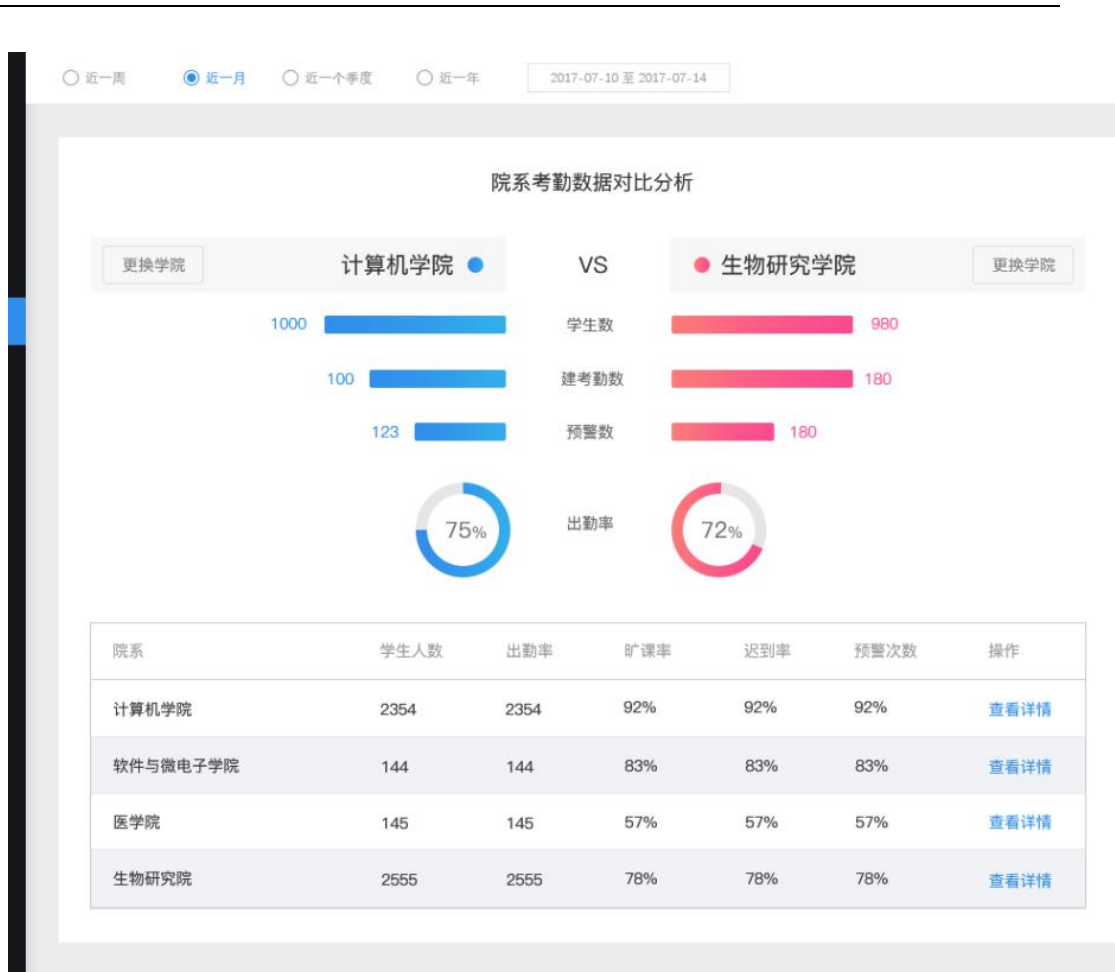 近一周 近一月 近一个季度 近一年 2017-07-10 至 2017-07-14
院系考勤数据对比分析
更换学院 计算机学院 VS 生物研究学院 更换学院
1000 学生数 980
100 建考勤数 180
123 预警数 180
75% 出勤率 72%
院系 学生人数 出勤率 旷课率 迟到率 预警次数 操作
计算机学院 2354 2354 92% 92% 92% 查看详情
软件与微电子学院 144 144 83% 83% 83% 查看详情
医学院 145 145 57% 57% 57% 查看详情
生物研究院 2555 2555 78% 78% 78% 查看详情